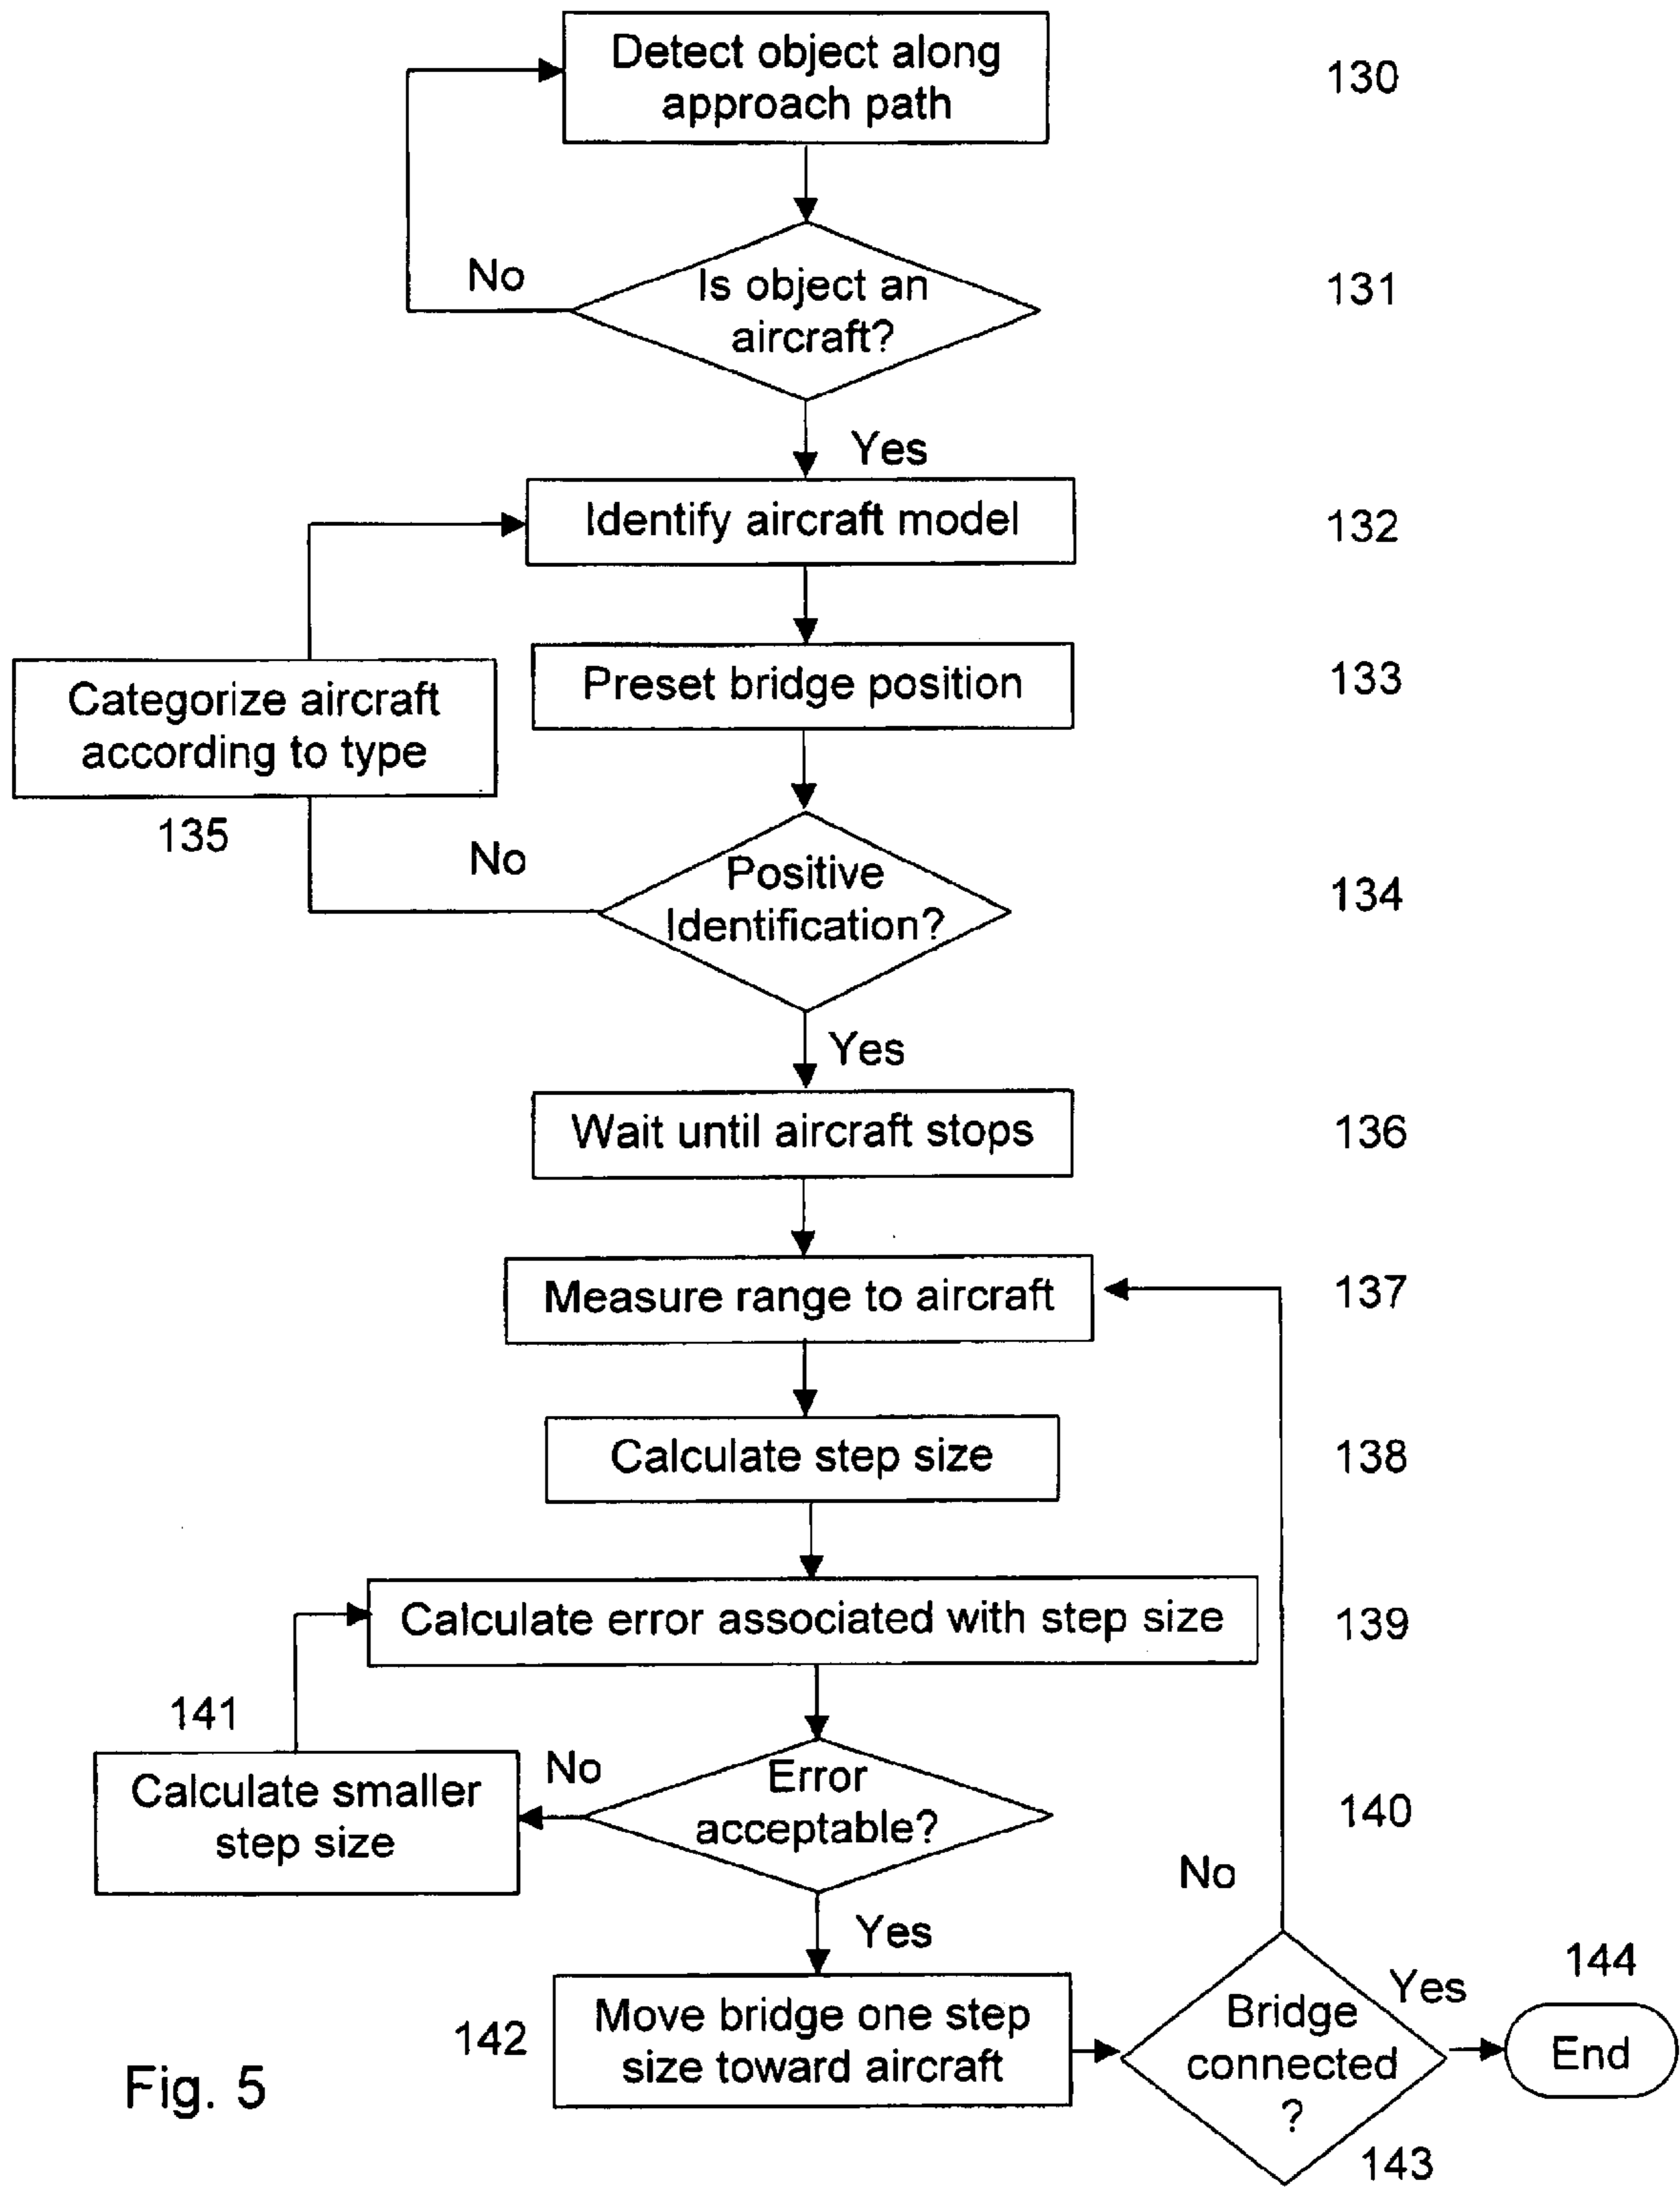 Detect object along
approach path
130
No
Is object an
aircraft?
131
Yes
Identify aircraft model
132
Categorize aircraft
according to type
135
Preset bridge position
133
No
Positive
Identification?
134
Yes
Wait until aircraft stops
136
Measure range to aircraft
137
Calculate step size
138
Calculate error associated with step size
139
141
Calculate smaller
step size
No
Error
acceptable?
140
No
Yes
142
Move bridge one step
size toward aircraft
Bridge
connected
?
143
Yes
144
End
Fig. 5